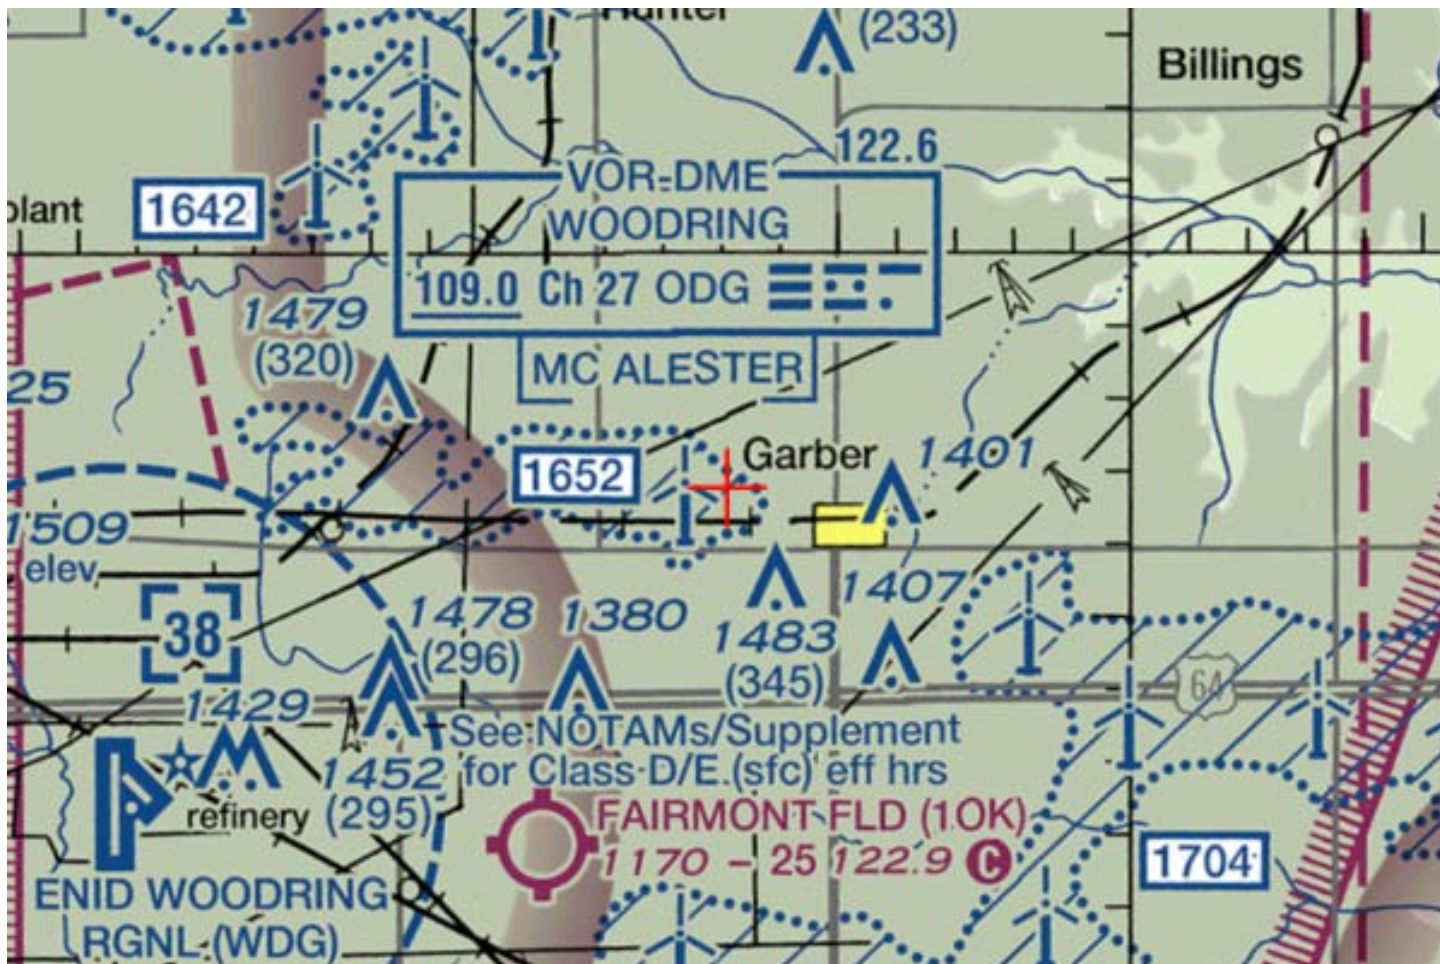 (233)
Billings
122.6
VOR-DME
WOODRING
109.0 Ch 27 ODG
plant
1642
1479
(320)
MC ALESTER
25
Garber
1401
1652
1509
elev
1407
38
1478
(296)
1380
1483
(345)
64
1429
See NOTAMs/Supplement
for Class D/E (sfc) eff hrs
1452
(295)
refinery
FAIRMONT FLD (1OK)
1170 - 25 122.9 C
1704
ENID WOODRING
RGNL (WDG)